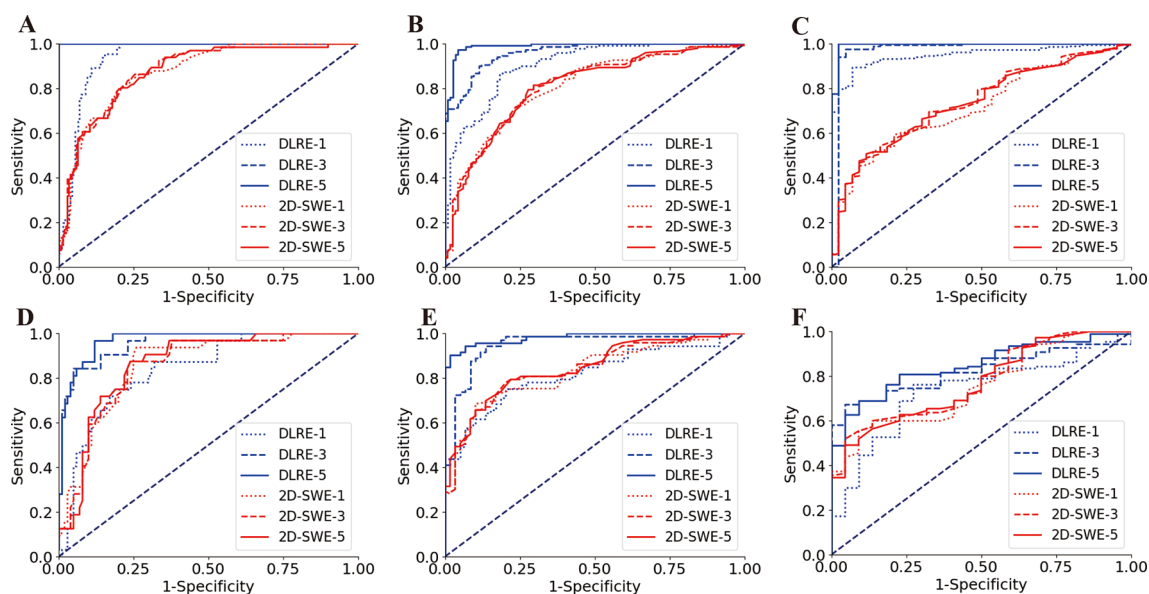 A
Sensitivity
1.0
0.8
0.6
0.4
0.2
0.0
0.00 0.25 0.50 0.75 1.00
1-Specificity
DLRE-1
DLRE-3
DLRE-5
2D-SWE-1
2D-SWE-3
2D-SWE-5
B
Sensitivity
1.0
0.8
0.6
0.4
0.2
0.0
0.00 0.25 0.50 0.75 1.00
1-Specificity
DLRE-1
DLRE-3
DLRE-5
2D-SWE-1
2D-SWE-3
2D-SWE-5
C
Sensitivity
1.0
0.8
0.6
0.4
0.2
0.0
0.00 0.25 0.50 0.75 1.00
1-Specificity
DLRE-1
DLRE-3
DLRE-5
2D-SWE-1
2D-SWE-3
2D-SWE-5
D
Sensitivity
1.0
0.8
0.6
0.4
0.2
0.0
0.00 0.25 0.50 0.75 1.00
1-Specificity
DLRE-1
DLRE-3
DLRE-5
2D-SWE-1
2D-SWE-3
2D-SWE-5
E
Sensitivity
1.0
0.8
0.6
0.4
0.2
0.0
0.00 0.25 0.50 0.75 1.00
1-Specificity
DLRE-1
DLRE-3
DLRE-5
2D-SWE-1
2D-SWE-3
2D-SWE-5
F
Sensitivity
1.0
0.8
0.6
0.4
0.2
0.0
0.00 0.25 0.50 0.75 1.00
1-Specificity
DLRE-1
DLRE-3
DLRE-5
2D-SWE-1
2D-SWE-3
2D-SWE-5